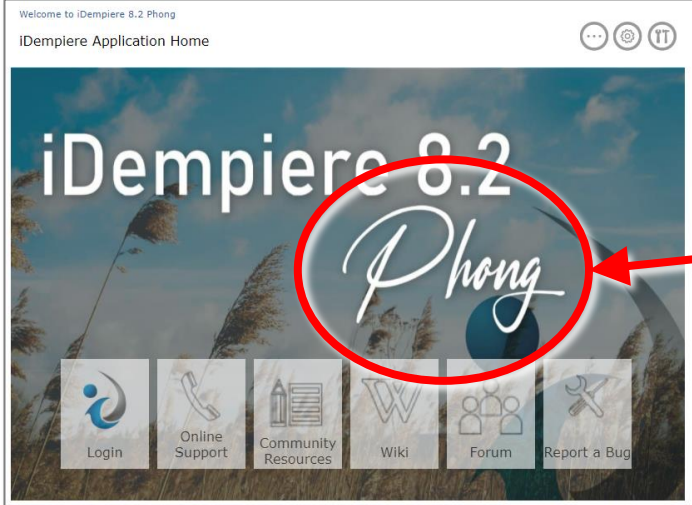 Welcome to iDempiere 8.2 Phong
iDempiere Application Home
iDempiere 8.2
Phong
Login
Online
Support
Community
Resources
Wiki
Forum
Report a Bug